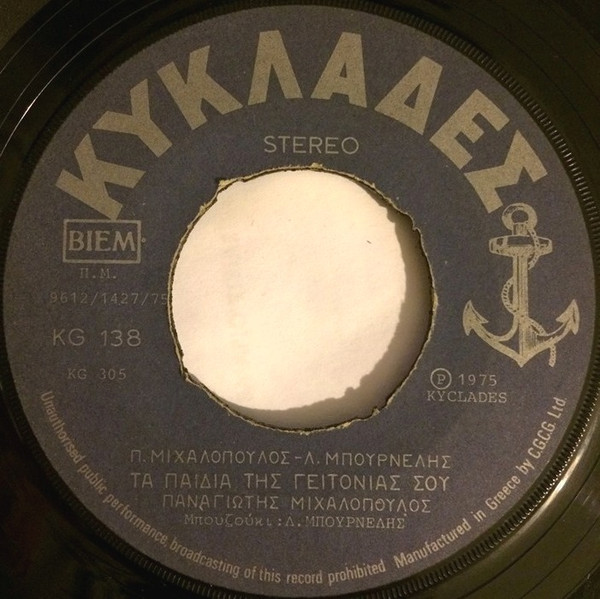 ΚΥΚΛΑΔΕΣ
STEREO
BIEM
Π.Μ.
9612/1427/75
KG 138
KG 305
Ⓟ 1975
KYCLADES
Π. ΜΙΧΑΛΟΠΟΥΛΟΣ-Λ. ΜΠΟΥΡΝΕΛΗΣ
ΤΑ ΠΑΙΔΙΑ ΤΗΣ ΓΕΙΤΟΝΙΑΣ ΣΟΥ
ΠΑΝΑΓΙΩΤΗΣ ΜΙΧΑΛΟΠΟΥΛΟΣ
Μπουζούκι:Λ.ΜΠΟΥΡΝΕΛΗΣ
Unauthorised public performance, broadcasting of this record prohibited Manufactured in Greece by C.G.C.G. Ltd.